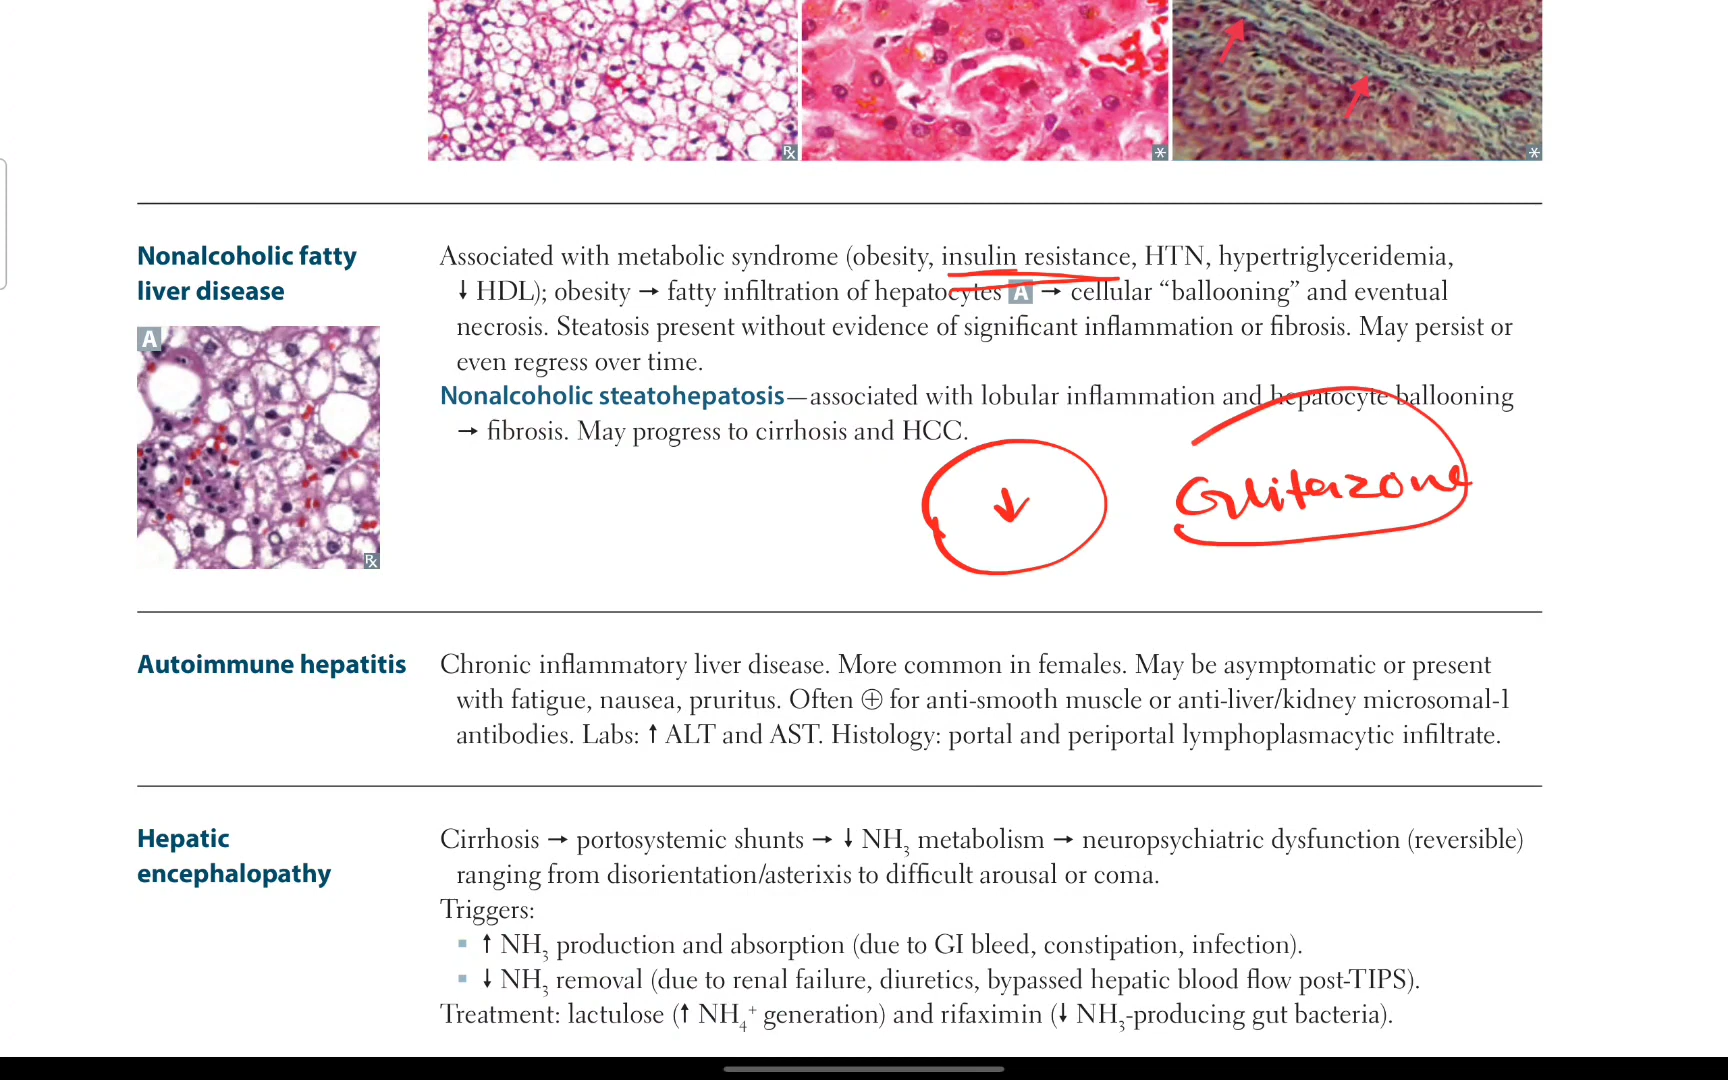 Nonalcoholic fatty
liver disease
Associated with metabolic syndrome (obesity, insulin resistance, HTN, hypertriglyceridemia,
↓ HDL); obesity → fatty infiltration of hepatocytes A → cellular “ballooning” and eventual
necrosis. Steatosis present without evidence of significant inflammation or fibrosis. May persist or
even regress over time.
Nonalcoholic steatohepatosis—associated with lobular inflammation and hepatocyte ballooning
→ fibrosis. May progress to cirrhosis and HCC.
A
↓
Glitazone
Autoimmune hepatitis
Chronic inflammatory liver disease. More common in females. May be asymptomatic or present
with fatigue, nausea, pruritus. Often ⊕ for anti-smooth muscle or anti-liver/kidney microsomal-1
antibodies. Labs: ↑ ALT and AST. Histology: portal and periportal lymphoplasmacytic infiltrate.
Hepatic
encephalopathy
Cirrhosis → portosystemic shunts → ↓ NH₃ metabolism → neuropsychiatric dysfunction (reversible)
ranging from disorientation/asterixis to difficult arousal or coma.
Triggers:
▪ ↑ NH₃ production and absorption (due to GI bleed, constipation, infection).
▪ ↓ NH₃ removal (due to renal failure, diuretics, bypassed hepatic blood flow post-TIPS).
Treatment: lactulose (↑ NH₄⁺ generation) and rifaximin (↓ NH₃-producing gut bacteria).